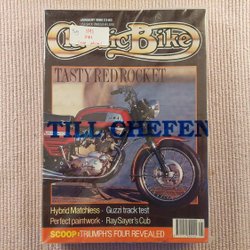 Classic Bike
TASTY RED ROCKET
TILL CHEFEN
Hybrid Matchless · Guzzi track test
Perfect paintwork · Ray Sayer's Cub
SCOOP: TRIUMPH'S FOUR REVEALED